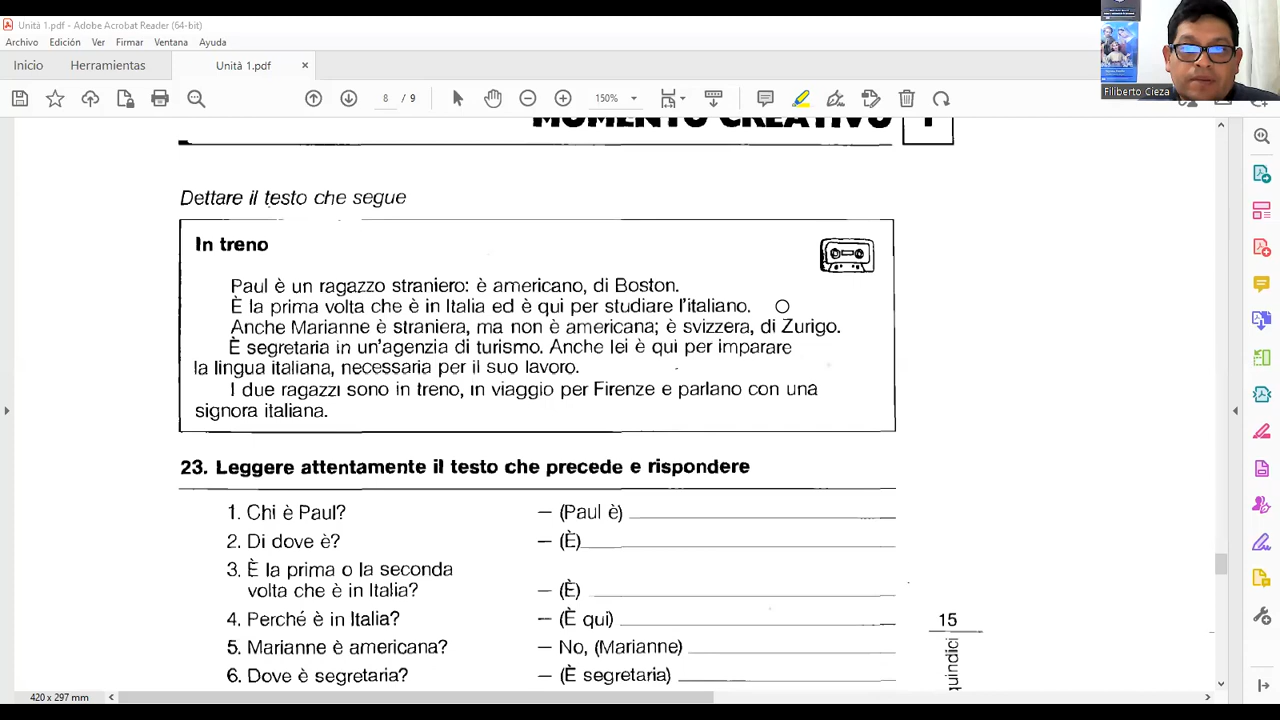 Unità 1.pdf - Adobe Acrobat Reader (64-bit)
Archivo Edición Ver Firmar Ventana Ayuda
Inicio Herramientas Unità 1.pdf ×
8 / 9 150%
Filiberto Cieza
MOMENTO CREATIVO 1
Dettare il testo che segue
In treno
Paul è un ragazzo straniero: è americano, di Boston.
È la prima volta che è in Italia ed è qui per studiare l'italiano.
Anche Marianne è straniera, ma non è americana; è svizzera, di Zurigo.
È segretaria in un'agenzia di turismo. Anche lei è qui per imparare
la lingua italiana, necessaria per il suo lavoro.
I due ragazzi sono in treno, in viaggio per Firenze e parlano con una
signora italiana.
23. Leggere attentamente il testo che precede e rispondere
1. Chi è Paul? — (Paul è)
2. Di dove è? — (È)
3. È la prima o la seconda
volta che è in Italia? — (È)
4. Perché è in Italia? — (È qui)
5. Marianne è americana? — No, (Marianne)
6. Dove è segretaria? — (È segretaria)
15
quindici
420 x 297 mm